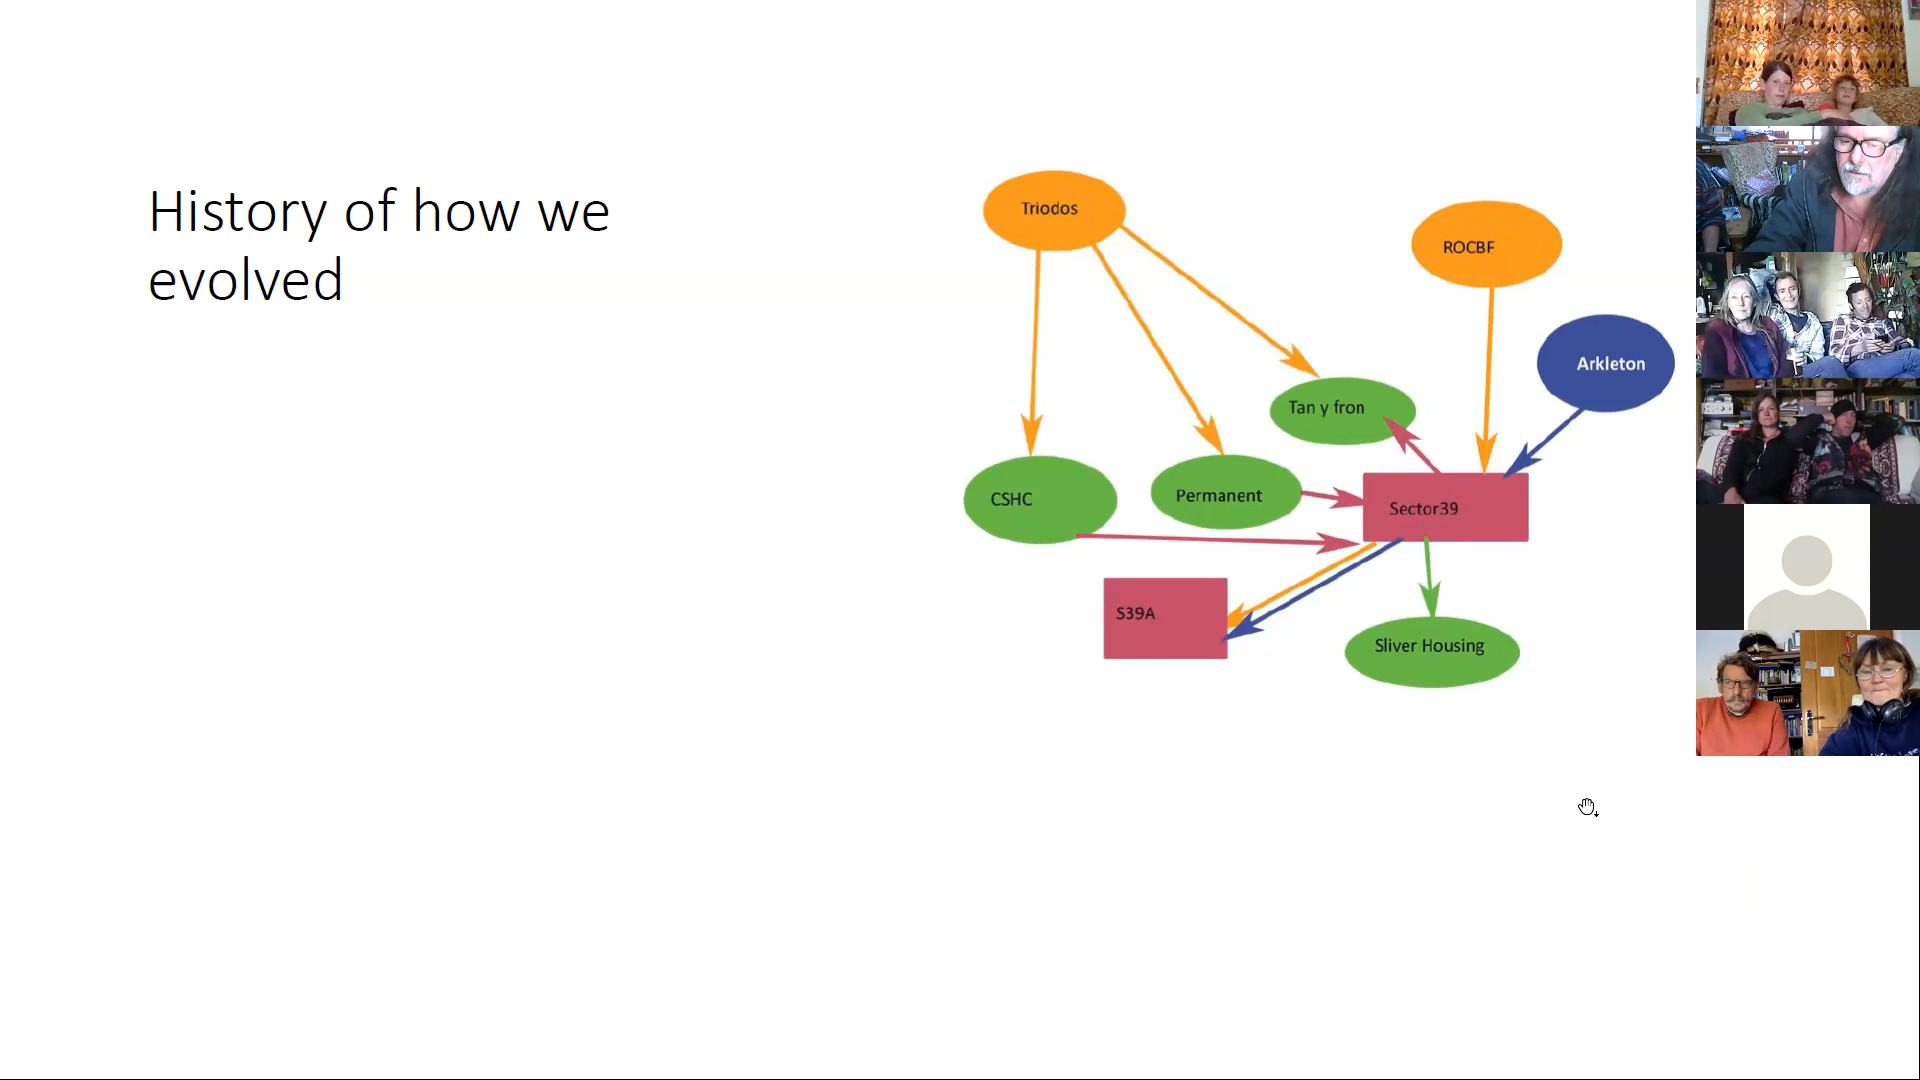 History of how we
evolved
Triodos
ROCBF
Arkleton
Tan y fron
CSHC
Permanent
Sector39
S39A
Sliver Housing